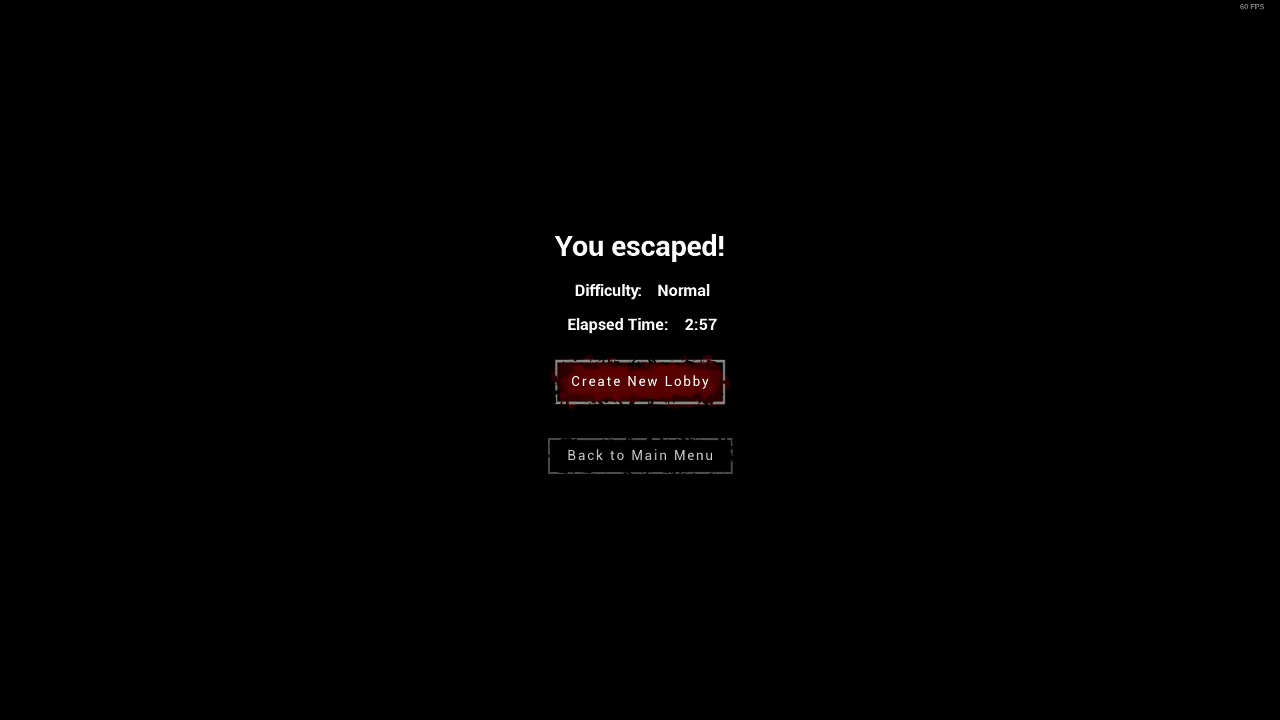 60 FPS
You escaped!
Difficulty: Normal
Elapsed Time: 2:57
Create New Lobby
Back to Main Menu